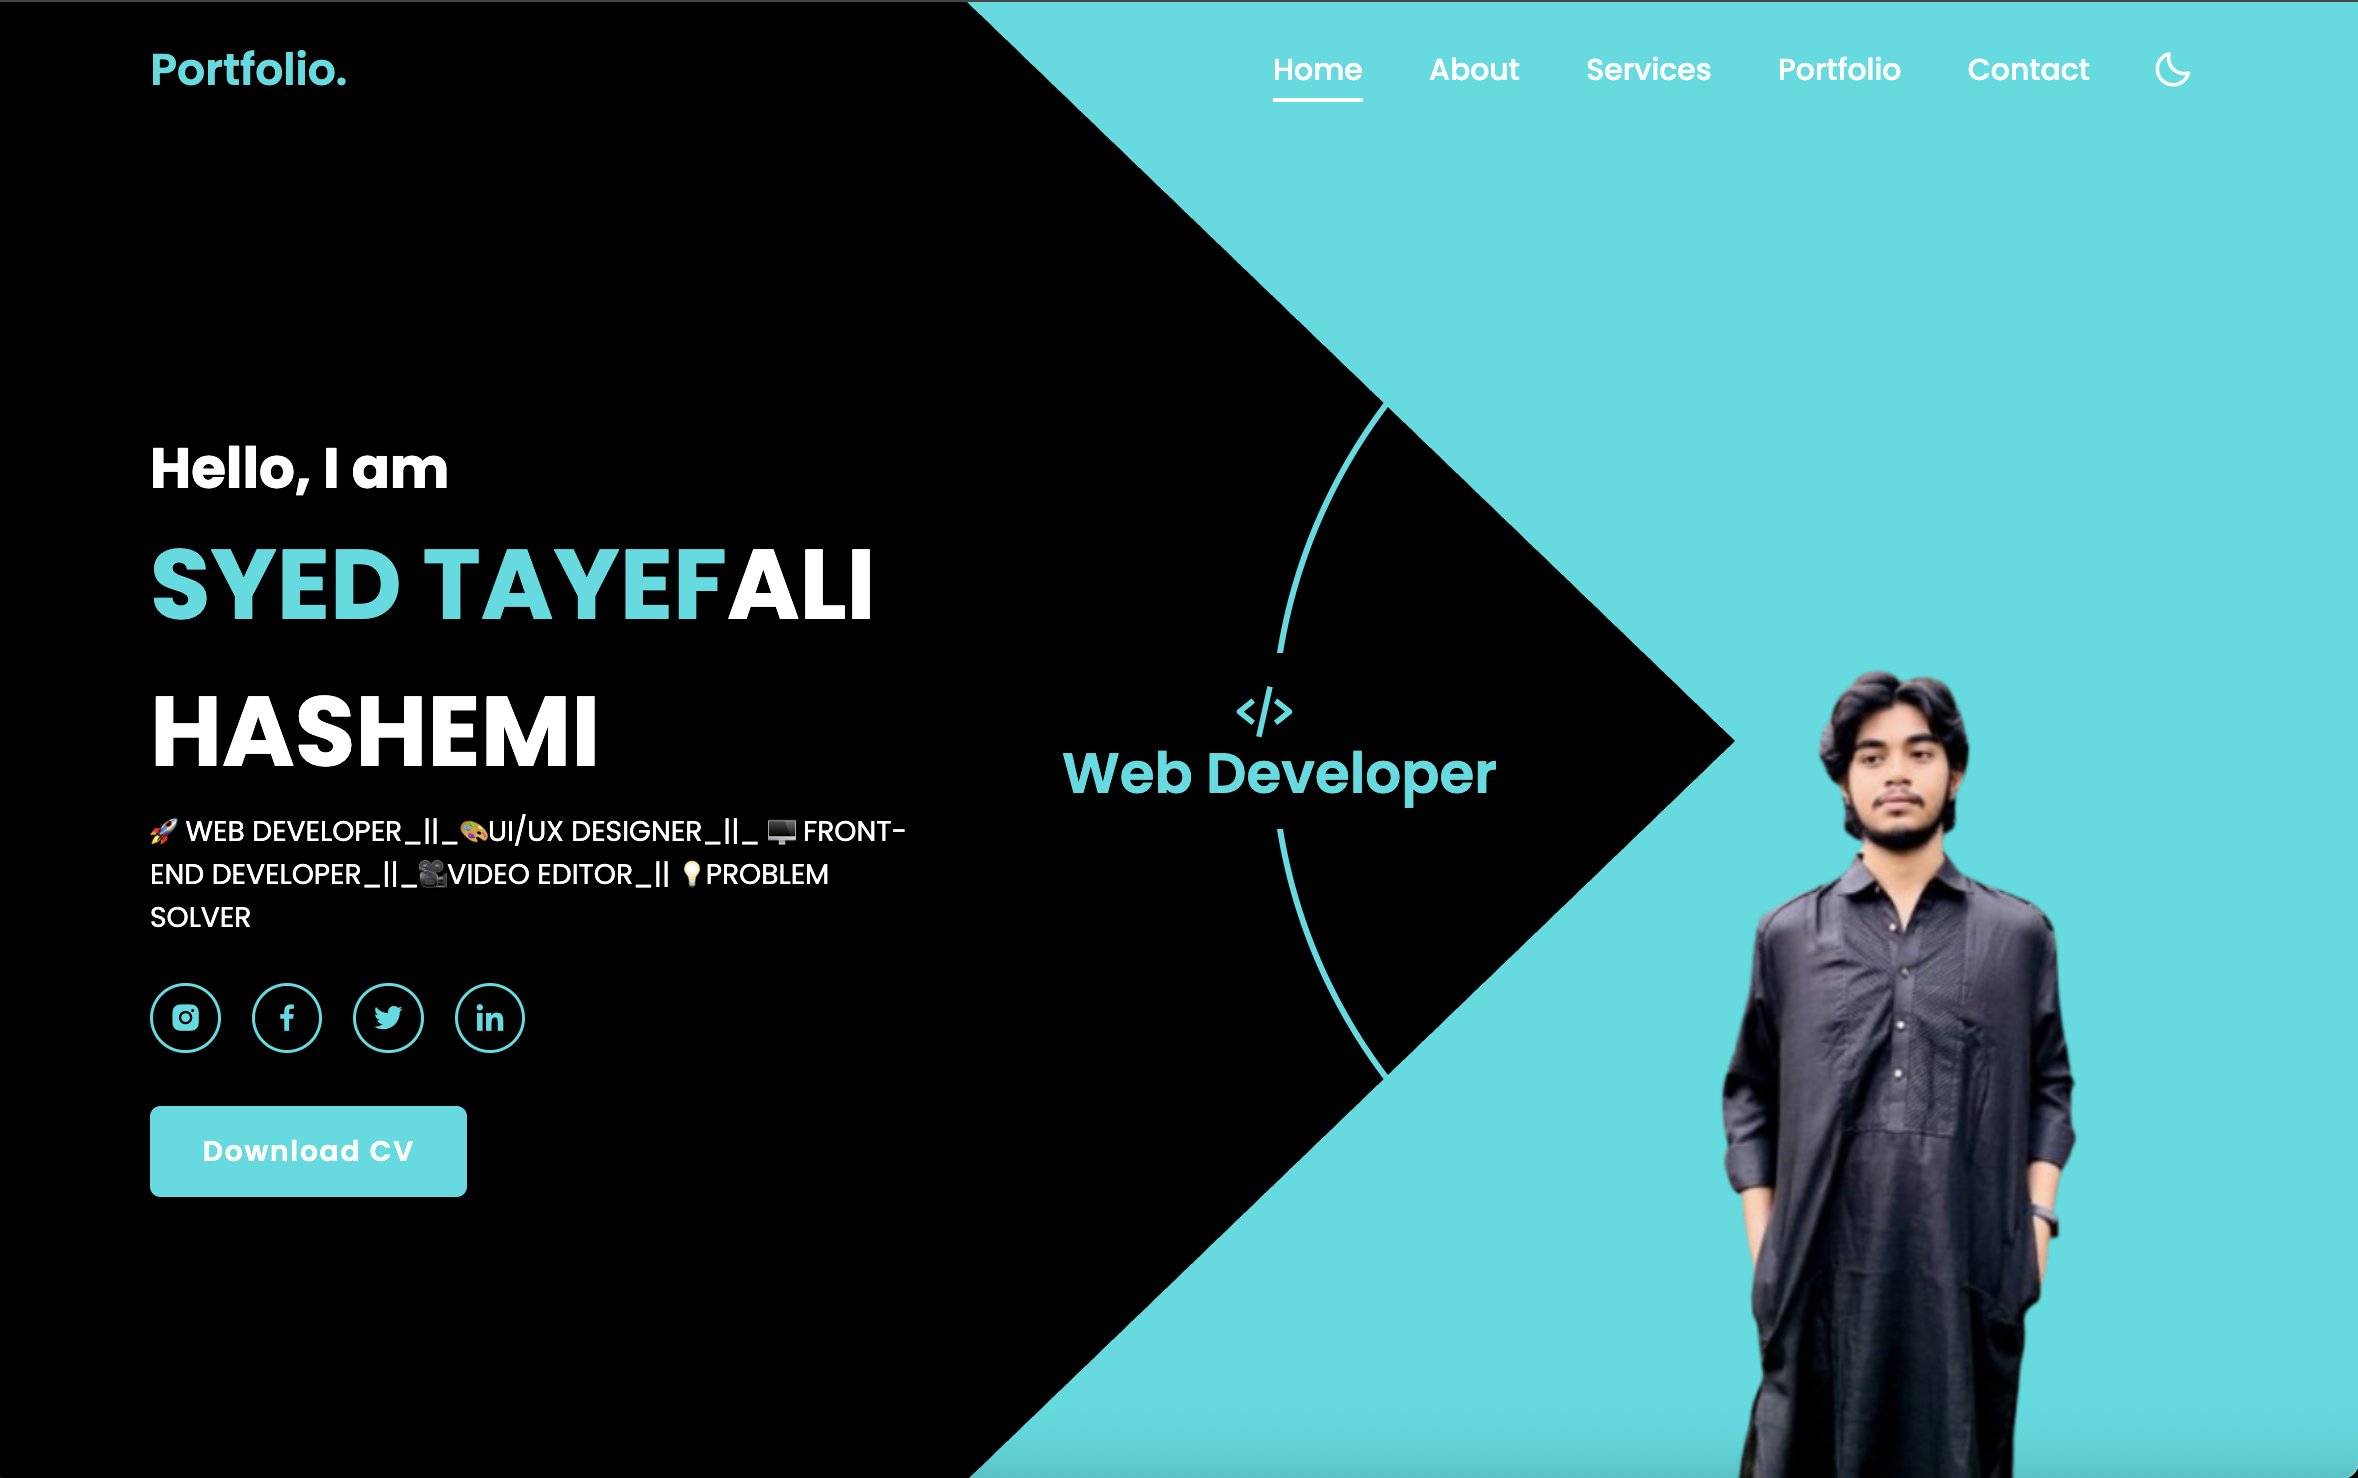 Portfolio.
Home About Services Portfolio Contact
Hello, I am
SYED TAYEFALI
HASHEMI
🚀 WEB DEVELOPER_||_🎨UI/UX DESIGNER_||_ 🖥️ FRONT-
END DEVELOPER_||_🎥VIDEO EDITOR_|| 💡PROBLEM
SOLVER
Download CV
</>
Web Developer